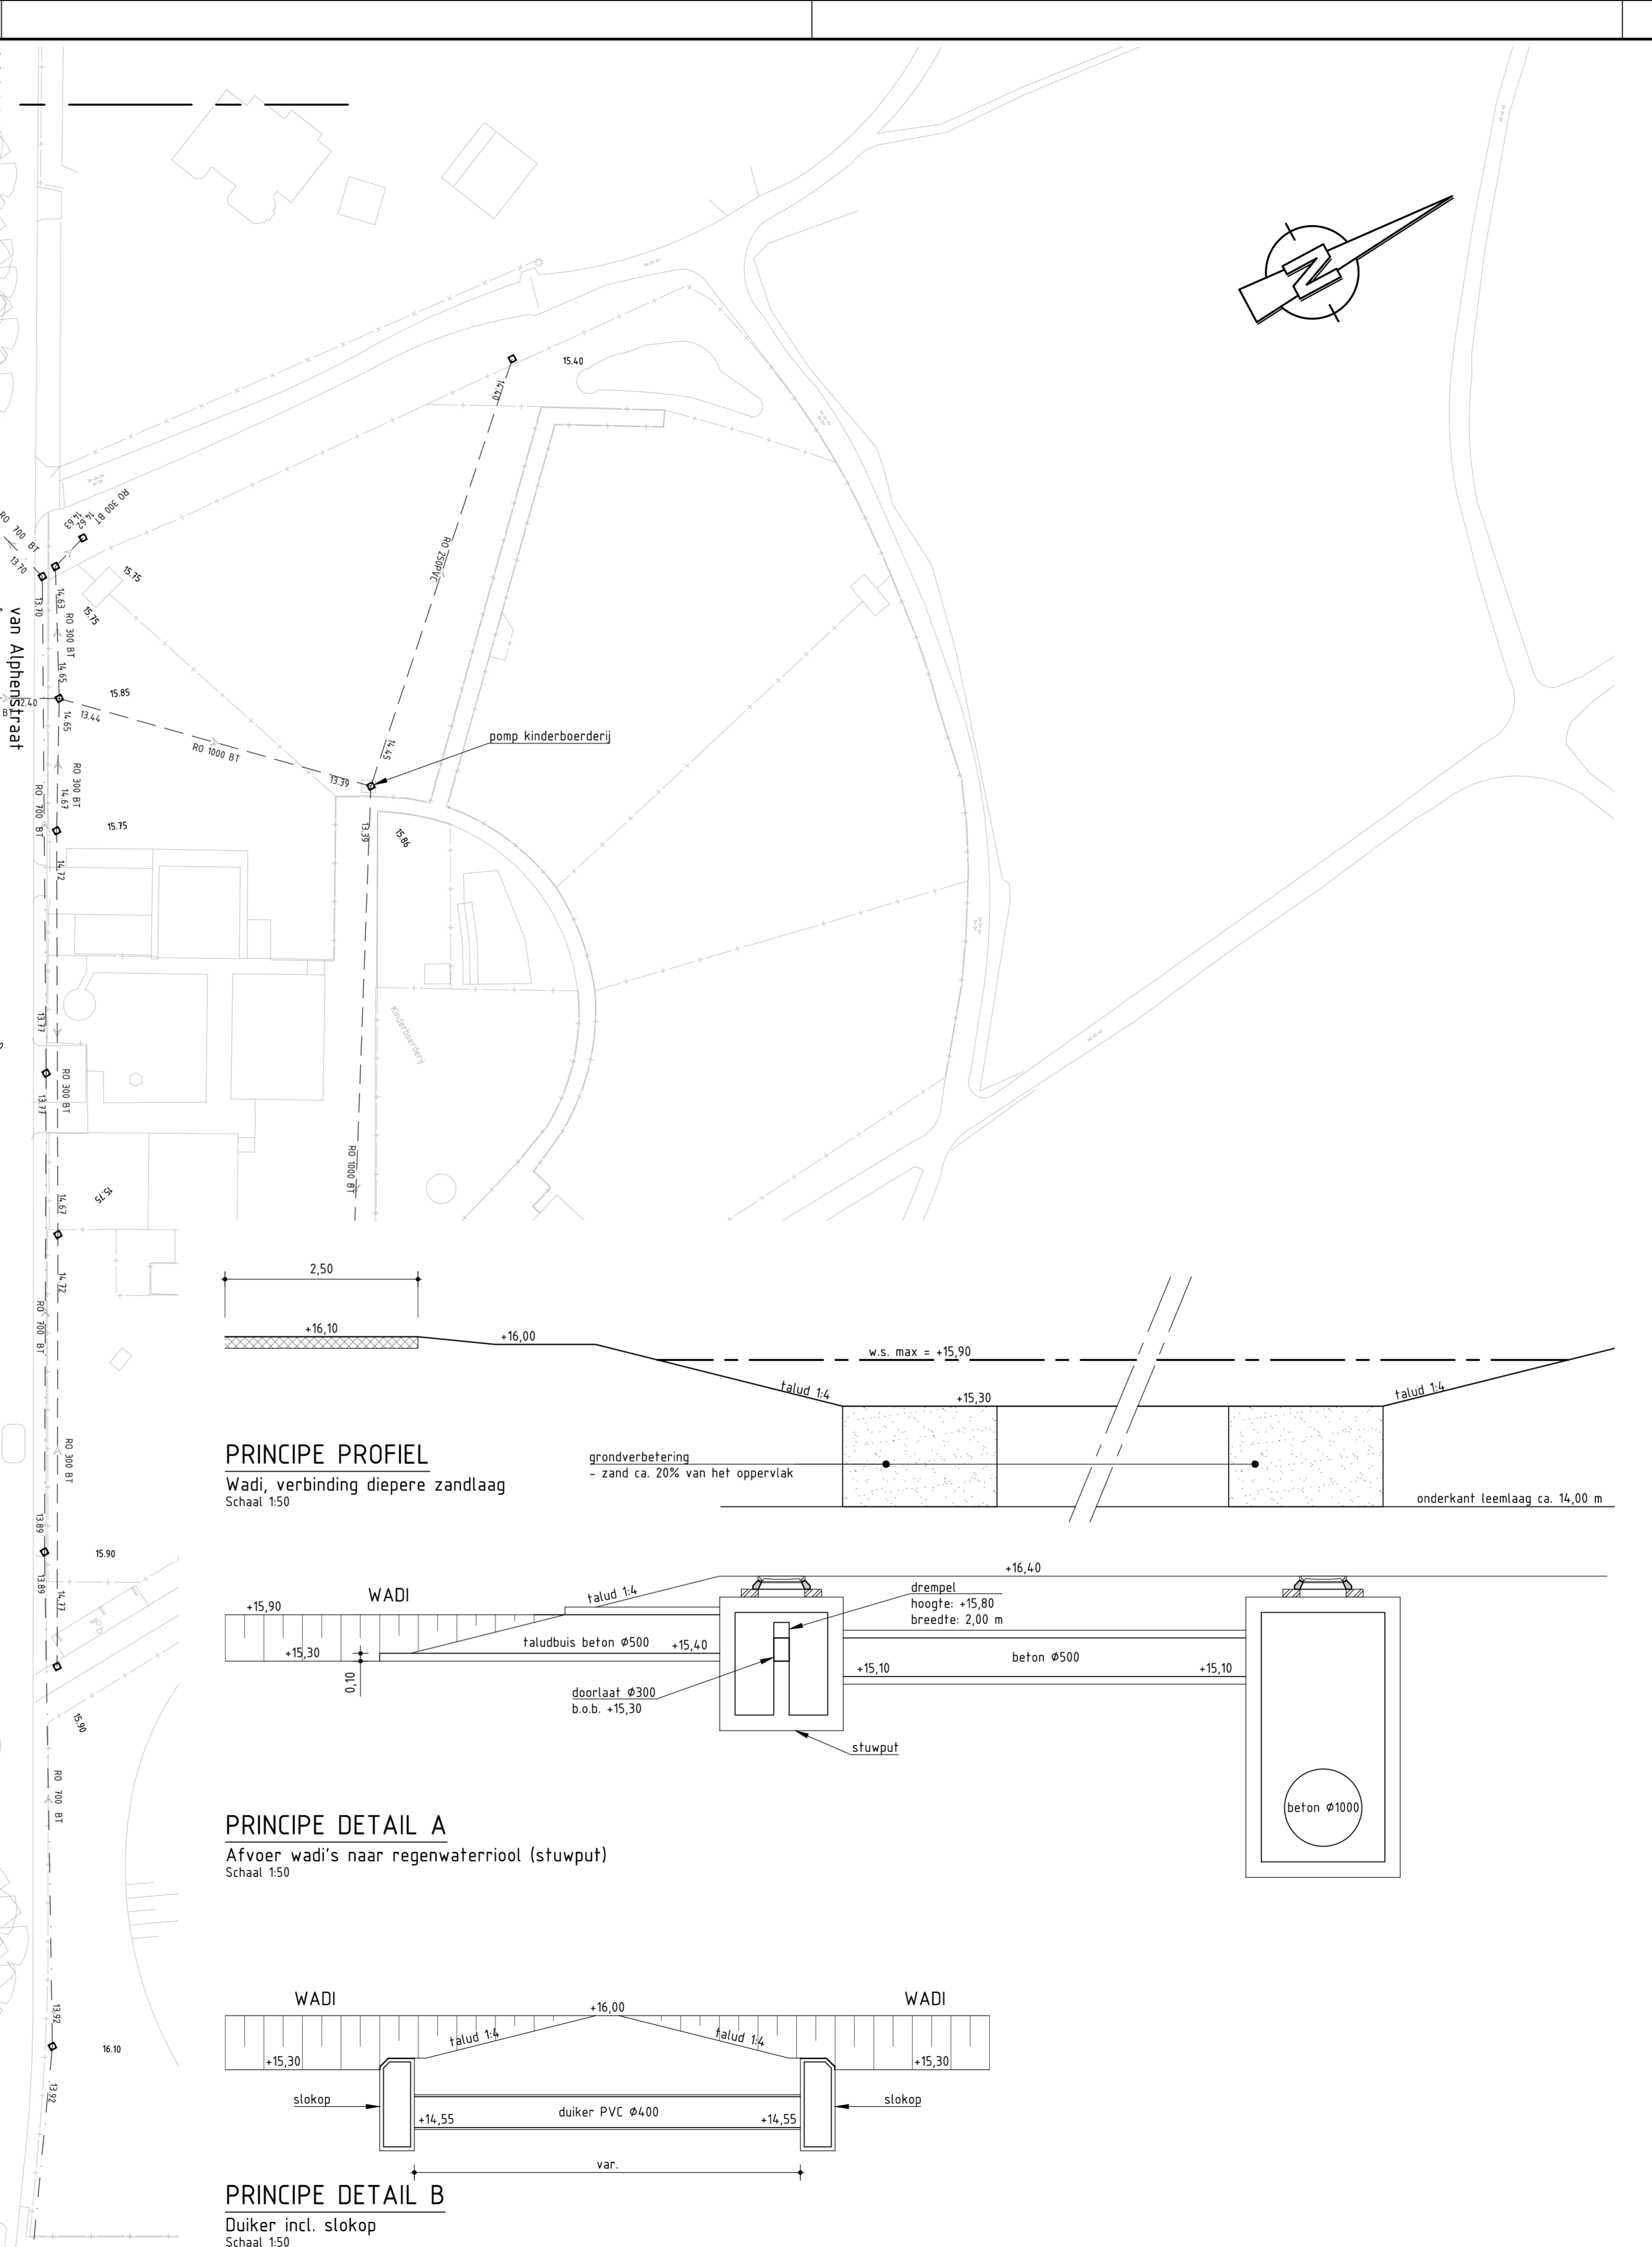 15.40
14.40
RO 250PVC
14.45
pomp kinderboerderij
RO 300 BT
14.62
14.63
RO 700 BT
13.70
15.75
15.75
13.70
14.63
RO 300 BT
14.65
van Alphenstraat
12.40
BT
15.85
13.44
14.65
RO 1000 BT
13.39
RO 300 BT
14.67
RO 700 BT
15.75
13.39
15.86
14.72
Kinderboerderij
13.77
RO 300 BT
13.77
RO 1000 BT
14.67
15.75
14.72
RO 700 BT
RO 300 BT
13.89
15.90
13.89
14.77
15.90
RO 700 BT
13.92
16.10
13.92
2,50
+16,10
+16,00
w.s. max = +15,90
talud 1:4
+15,30
talud 1:4
PRINCIPE PROFIEL
Wadi, verbinding diepere zandlaag
Schaal 1:50
grondverbetering
- zand ca. 20% van het oppervlak
onderkant leemlaag ca. 14,00 m
+16,40
WADI
talud 1:4
drempel
hoogte: +15,80
breedte: 2,00 m
+15,90
taludbuis beton Ø500
+15,40
+15,30
0,10
beton Ø500
+15,10
+15,10
doorlaat Ø300
b.o.b. +15,30
stuwput
beton Ø1000
PRINCIPE DETAIL A
Afvoer wadi's naar regenwaterriool (stuwput)
Schaal 1:50
WADI
+16,00
WADI
talud 1:4
talud 1:4
+15,30
+15,30
slokop
slokop
+14,55
duiker PVC Ø400
+14,55
var.
PRINCIPE DETAIL B
Duiker incl. slokop
Schaal 1:50